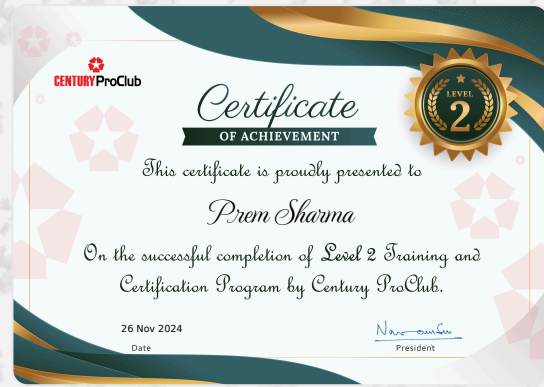 CENTURY ProClub
Certificate
OF ACHIEVEMENT
LEVEL
2
This certificate is proudly presented to
Prem Sharma
On the successful completion of Level 2 Training and
Certification Program by Century ProClub.
26 Nov 2024
Date
President